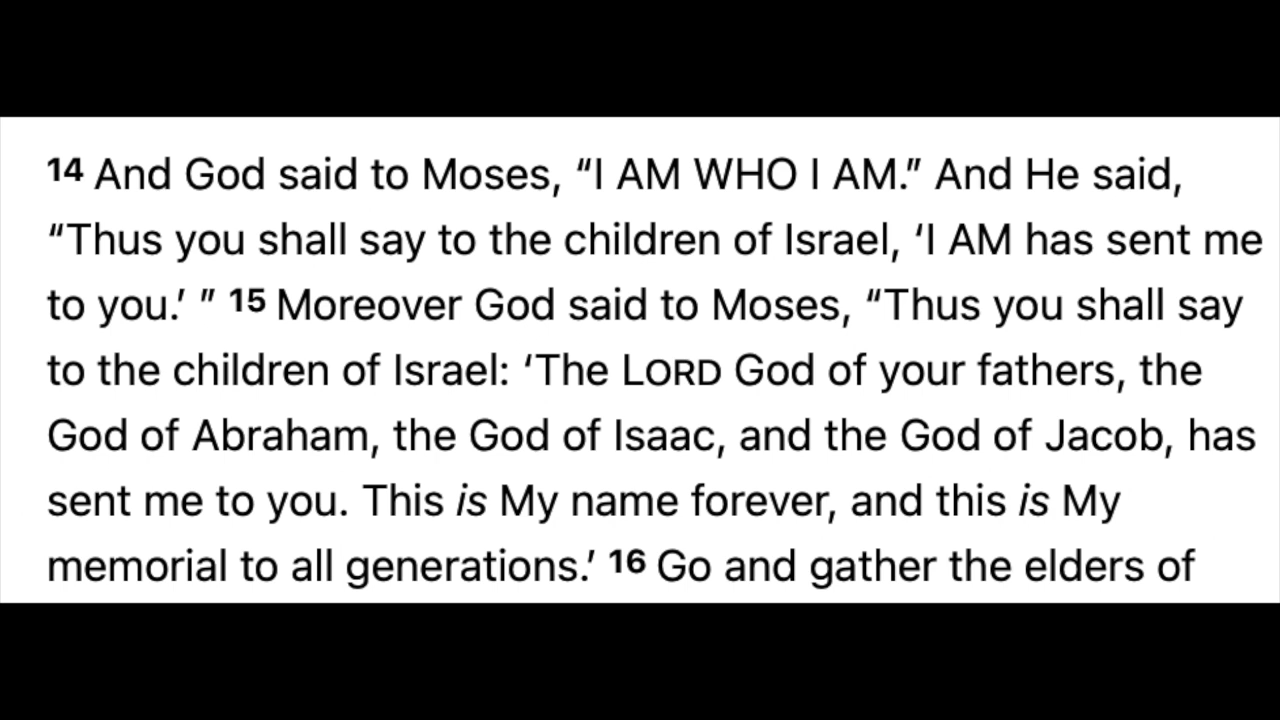 14 And God said to Moses, “I AM WHO I AM.” And He said,
“Thus you shall say to the children of Israel, ‘I AM has sent me
to you.’ ” 15 Moreover God said to Moses, “Thus you shall say
to the children of Israel: ‘The LORD God of your fathers, the
God of Abraham, the God of Isaac, and the God of Jacob, has
sent me to you. This is My name forever, and this is My
memorial to all generations.’ 16 Go and gather the elders of